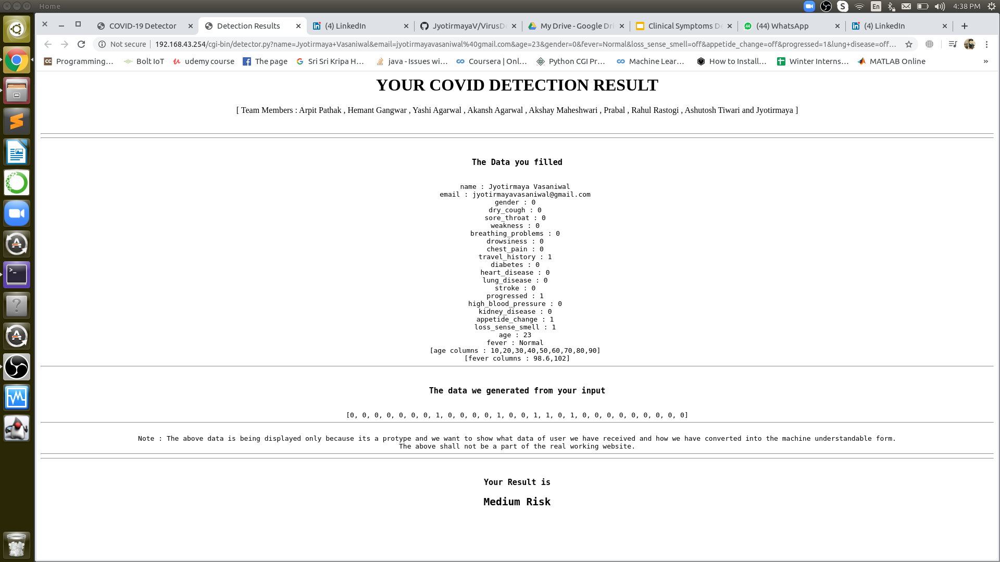 Home
En
4:38 PM
COVID-19 Detector
Detection Results
(4) LinkedIn
JyotirmayaV/VirusDe
My Drive - Google Dri
Clinical Symptoms De
(44) WhatsApp
(4) LinkedIn
Not secure
192.168.43.254/cgi-bin/detector.py?name=Jyotirmaya+Vasaniwal&email=jyotirmayavasaniwal%40gmail.com&age=23&gender=0&fever=Normal&loss_sense_smell=off&appetide_change=off&progressed=1&lung+disease=off...
Programming...
Bolt IoT
udemy course
The page
Sri Sri Kripa H...
java - Issues wi...
Coursera | Onl...
Python CGI Pr...
Machine Lear...
How to Install...
Winter Interns...
MATLAB Online
»
YOUR COVID DETECTION RESULT
[ Team Members : Arpit Pathak , Hemant Gangwar , Yashi Agarwal , Akansh Agarwal , Akshay Maheshwari , Prabal , Rahul Rastogi , Ashutosh Tiwari and Jyotirmaya ]
The Data you filled
name : Jyotirmaya Vasaniwal
email : jyotirmayavasaniwal@gmail.com
gender : 0
dry_cough : 0
sore_throat : 0
weakness : 0
breathing_problems : 0
drowsiness : 0
chest_pain : 0
travel_history : 1
diabetes : 0
heart_disease : 0
lung_disease : 0
stroke : 0
progressed : 1
high_blood_pressure : 0
kidney_disease : 0
appetide_change : 1
loss_sense_smell : 1
age : 23
fever : Normal
[age columns : 10,20,30,40,50,60,70,80,90]
[fever columns : 98.6,102]
The data we generated from your input
[0, 0, 0, 0, 0, 0, 0, 1, 0, 0, 0, 0, 1, 0, 0, 1, 1, 0, 1, 0, 0, 0, 0, 0, 0, 0, 0, 0]
Note : The above data is being displayed only because its a protype and we want to show what data of user we have received and how we have converted into the machine understandable form.
The above shall not be a part of the real working website.
Your Result is
Medium Risk